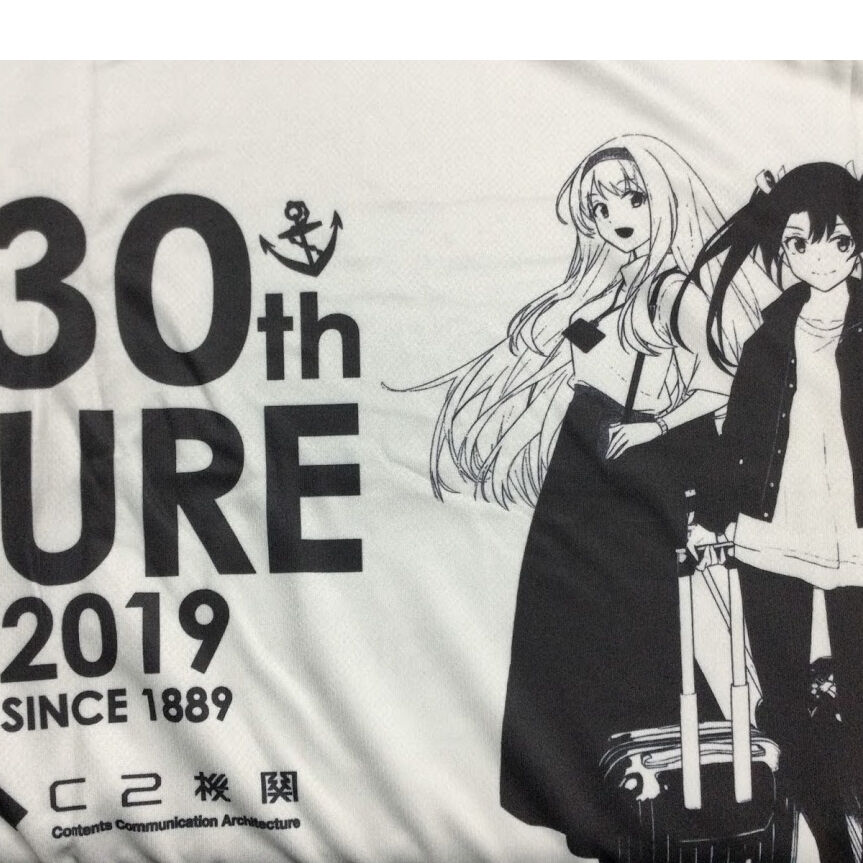 30th
URE
2019
SINCE 1889
C2機関
Contents Communication Architecture